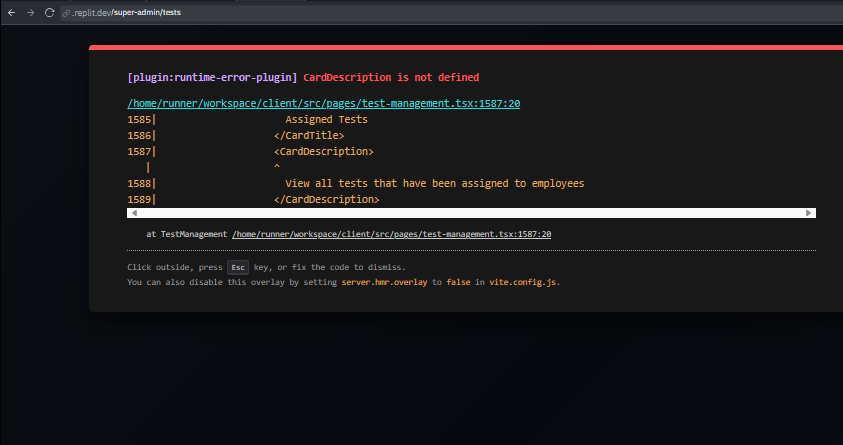 .replit.dev/super-admin/tests
[plugin:runtime-error-plugin] CardDescription is not defined
/home/runner/workspace/client/src/pages/test-management.tsx:1587:20
1585| Assigned Tests
1586| </CardTitle>
1587| <CardDescription>
| ^
1588| View all tests that have been assigned to employees
1589| </CardDescription>
at TestManagement /home/runner/workspace/client/src/pages/test-management.tsx:1587:20
Click outside, press Esc key, or fix the code to dismiss.
You can also disable this overlay by setting server.hmr.overlay to false in vite.config.js.